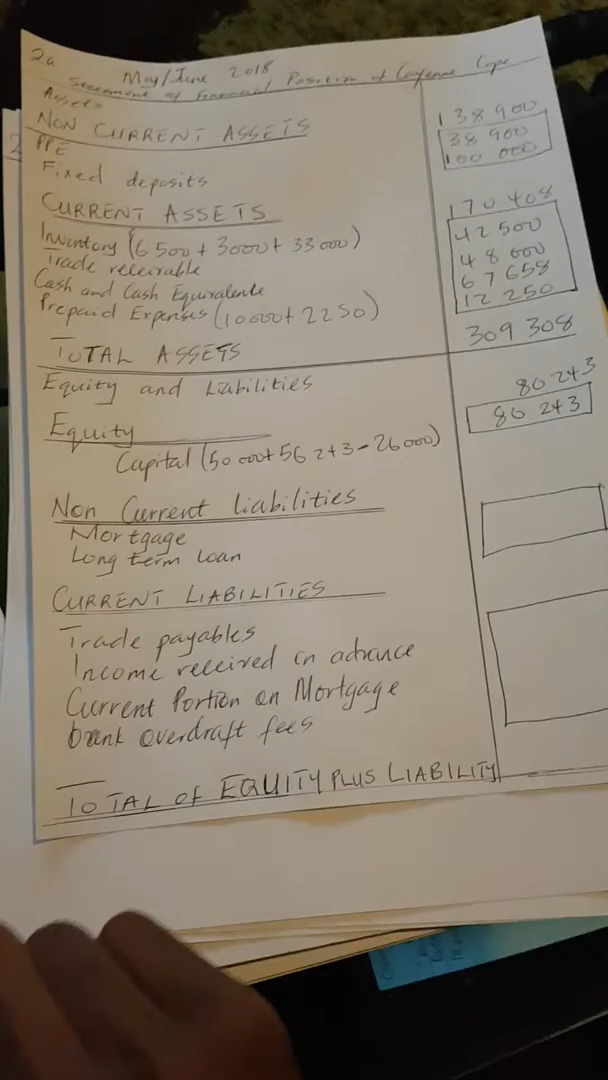 2a May/June 2018
Statement of Financial Position of Cayenne Cape
Assets
NON CURRENT ASSETS 138 900
PPE 38 900
Fixed deposits 100 000
CURRENT ASSETS 170 408
Inventory (6 500 + 3000 + 33 000) 42 500
Trade receivable 48 000
Cash and Cash Equivalents 67 658
Prepaid Expenses (10000 + 2250) 12 250
TOTAL ASSETS 309 308
Equity and Liabilities
Equity 80 243
Capital (50 000 + 56 243 - 26 000) 80 243
Non Current Liabilities
Mortgage
Long term loan
CURRENT LIABILITIES
Trade payables
Income received in advance
Current Portion on Mortgage
bank overdraft fees
TOTAL OF EQUITY PLUS LIABILITY